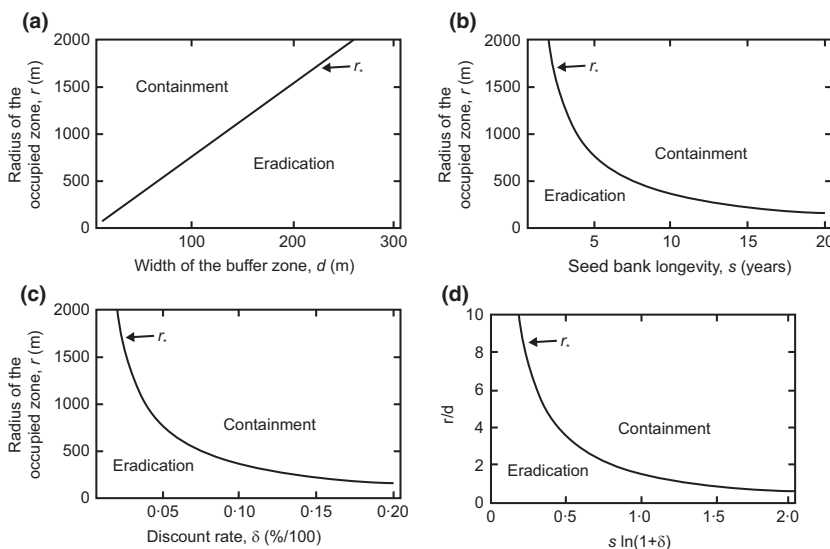 (a)
2000
1500
1000
500
0
Radius of the
occupied zone, r (m)
Containment
r*
Eradication
100
200
300
Width of the buffer zone, d (m)
(b)
2000
1500
1000
500
0
Radius of the
occupied zone, r (m)
r*
Containment
Eradication
5
10
15
20
Seed bank longevity, s (years)
(c)
2000
1500
1000
500
0
Radius of the
occupied zone, r (m)
r*
Containment
Eradication
0·05
0·10
0·15
0·20
Discount rate, δ (%/100)
(d)
10
8
6
4
2
0
r/d
r*
Containment
Eradication
0
0·5
1·0
1·5
2·0
s ln(1+δ)